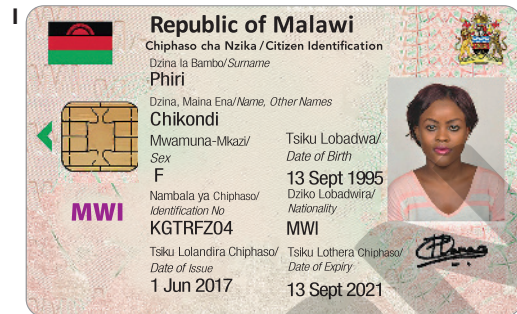 I
Republic of Malawi
Chiphaso cha Nzika / Citizen Identification
Dzina la Bambo/Surname
Phiri
Dzina, Maina Ena/Name, Other Names
Chikondi
Mwamuna-Mkazi/
Sex
F
Tsiku Lobadwa/
Date of Birth
13 Sept 1995
Nambala ya Chiphaso/
Identification No
KGTRFZ04
Dziko Lobadwira/
Nationality
MWI
MWI
Tsiku Lolandira Chiphaso/
Date of Issue
1 Jun 2017
Tsiku Lothera Chiphaso/
Date of Expiry
13 Sept 2021